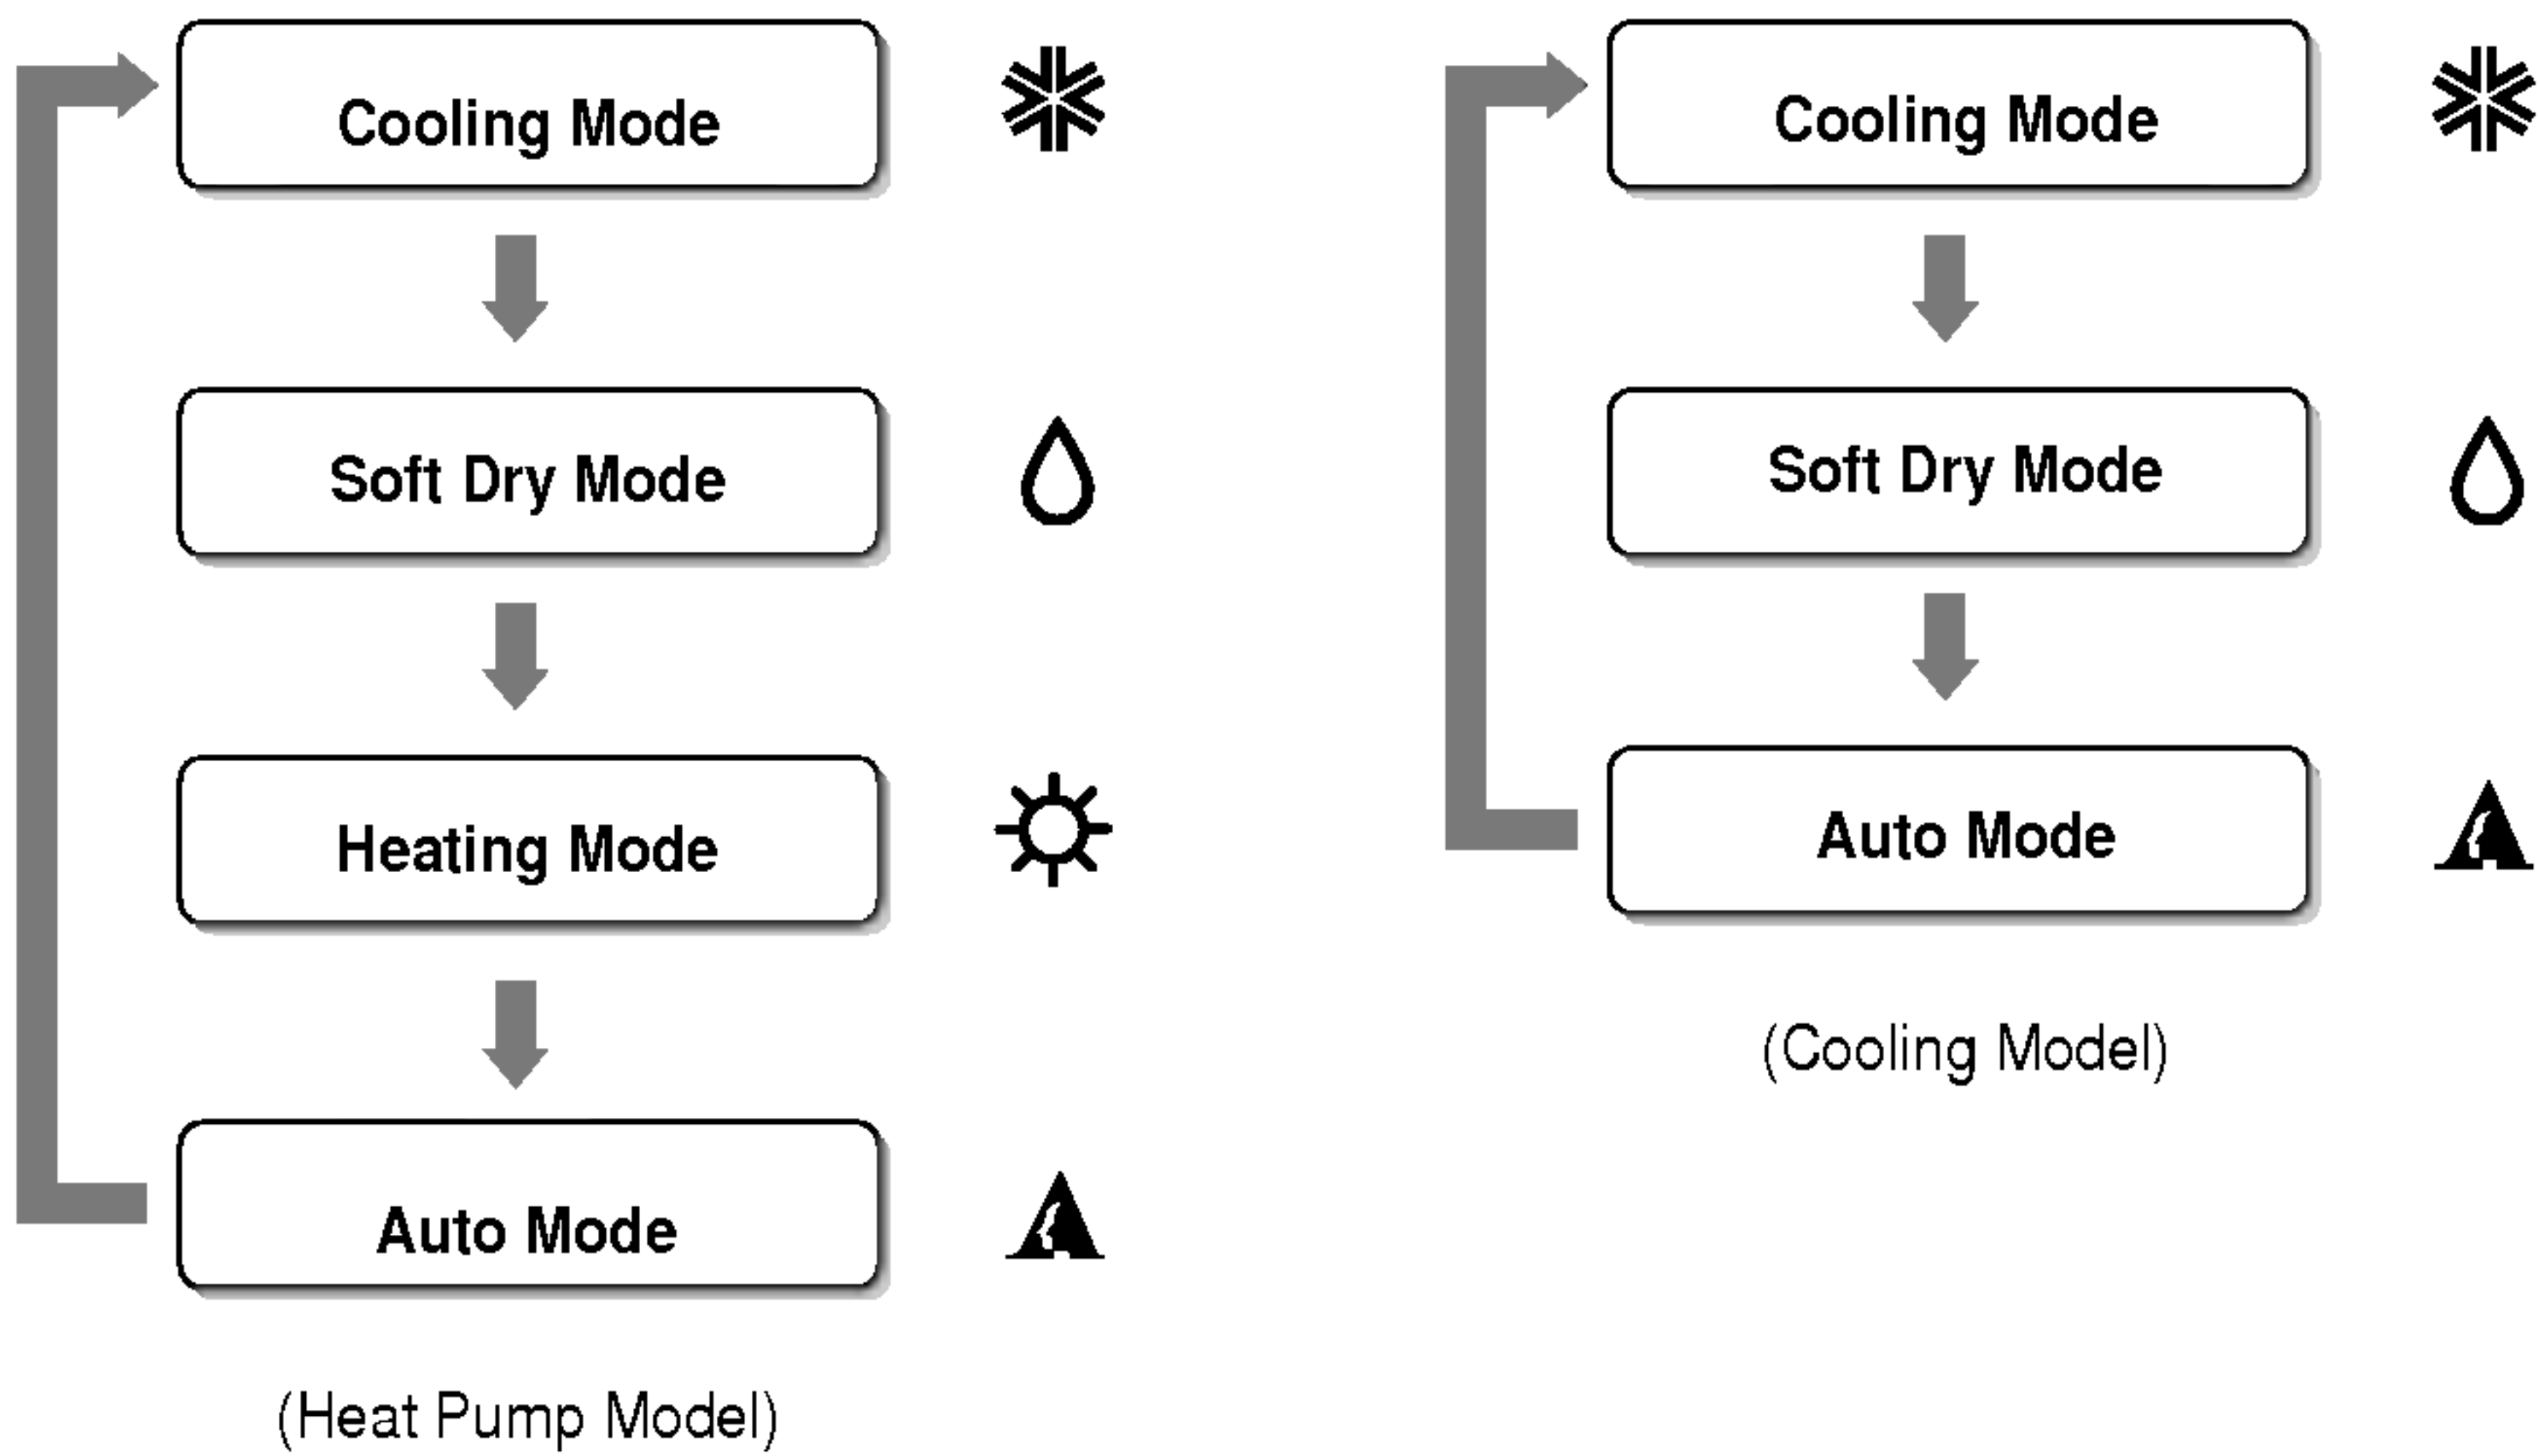 Cooling Mode
Soft Dry Mode
Heating Mode
Auto Mode
(Heat Pump Model)
Cooling Mode
Soft Dry Mode
Auto Mode
(Cooling Model)